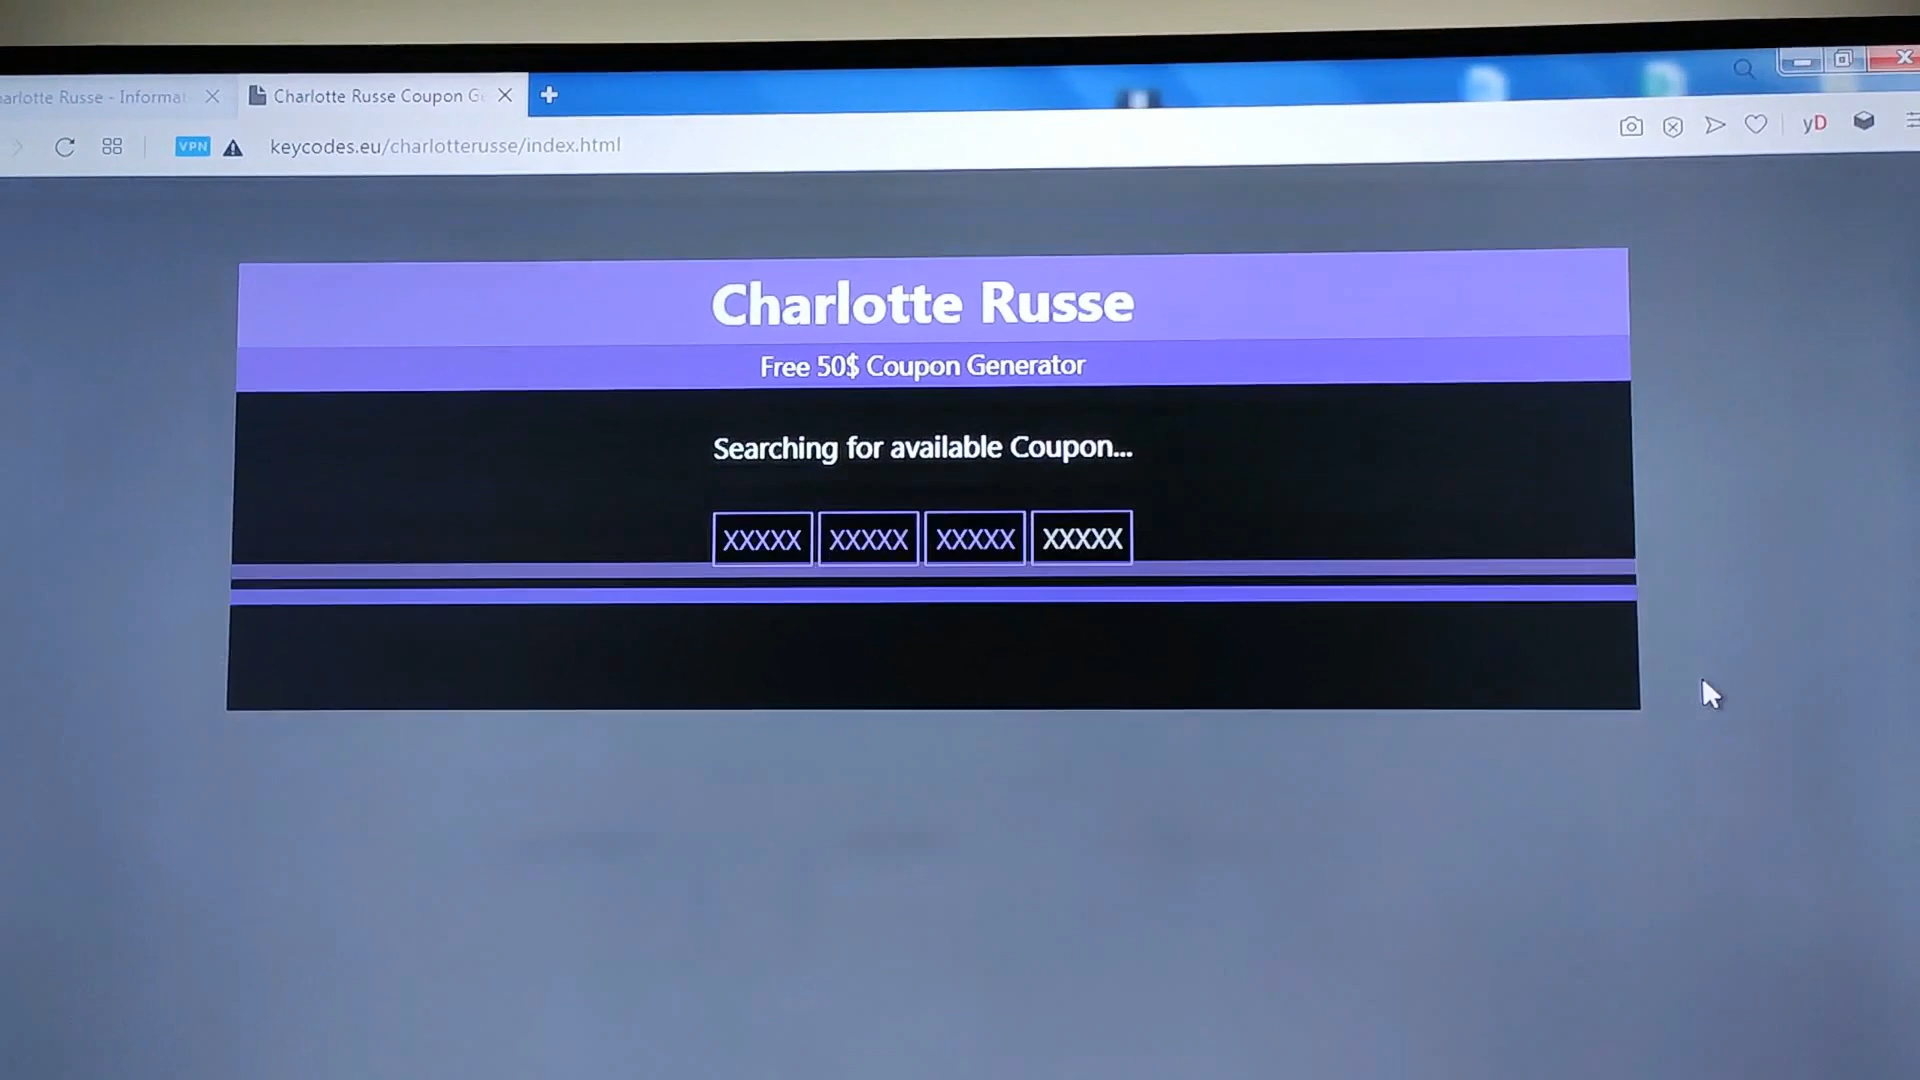 arlotte Russe - Informat
Charlotte Russe Coupon G
VPN
keycodes.eu/charlotterusse/index.html
yD
Charlotte Russe
Free 50$ Coupon Generator
Searching for available Coupon...
XXXXX XXXXX XXXXX XXXXX